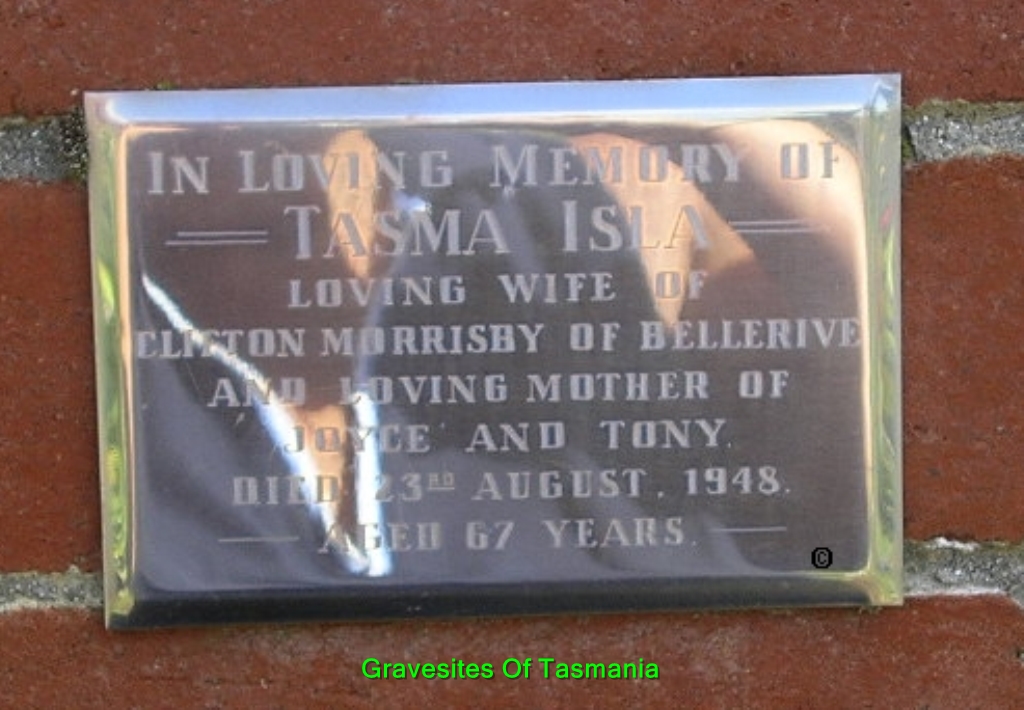 IN LOVING MEMORY OF
TASMA ISLA
LOVING WIFE OF
CLIFTON MORRISBY OF BELLERIVE
AND LOVING MOTHER OF
JOYCE AND TONY.
DIED 23RD AUGUST, 1948.
AGED 67 YEARS.
©
Gravesites Of Tasmania